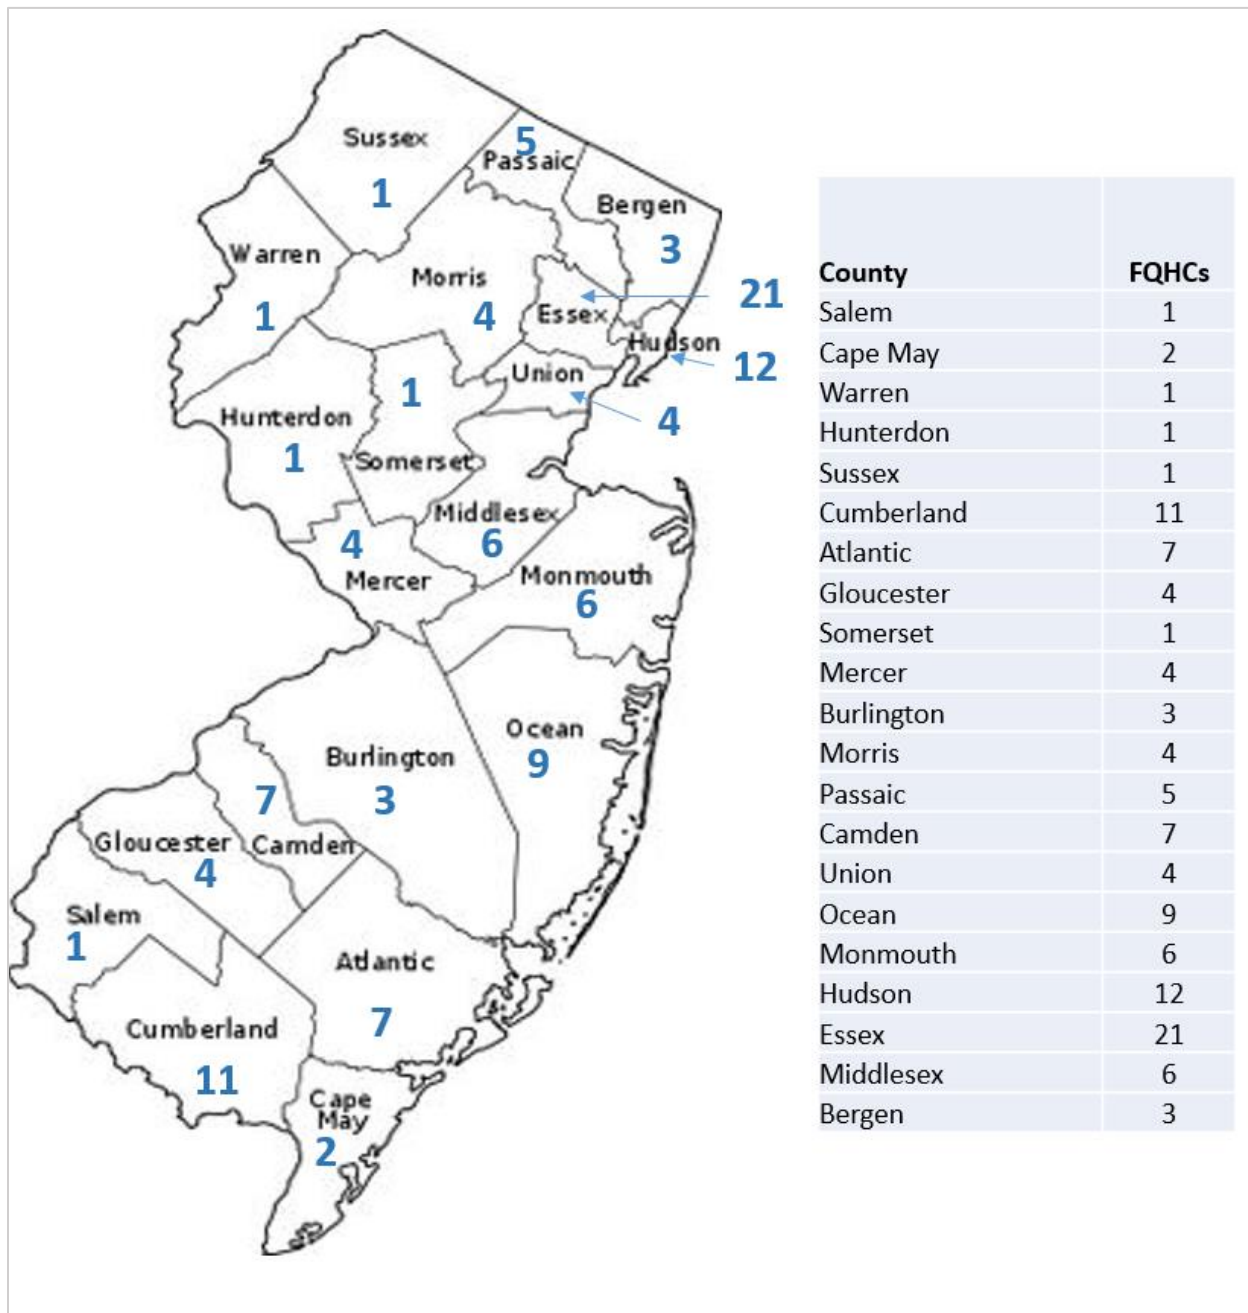 Sussex
1
5
Passaic
Bergen
3
Warren
1
Morris
4
Essex
21
Hudson
12
Union
4
1
Somerset
Hunterdon
1
Middlesex
6
4
Mercer
Monmouth
6
Ocean
9
Burlington
3
7
Camden
Gloucester
4
Salem
1
Atlantic
7
Cumberland
11
Cape
May
2
County FQHCs
Salem 1
Cape May 2
Warren 1
Hunterdon 1
Sussex 1
Cumberland 11
Atlantic 7
Gloucester 4
Somerset 1
Mercer 4
Burlington 3
Morris 4
Passaic 5
Camden 7
Union 4
Ocean 9
Monmouth 6
Hudson 12
Essex 21
Middlesex 6
Bergen 3